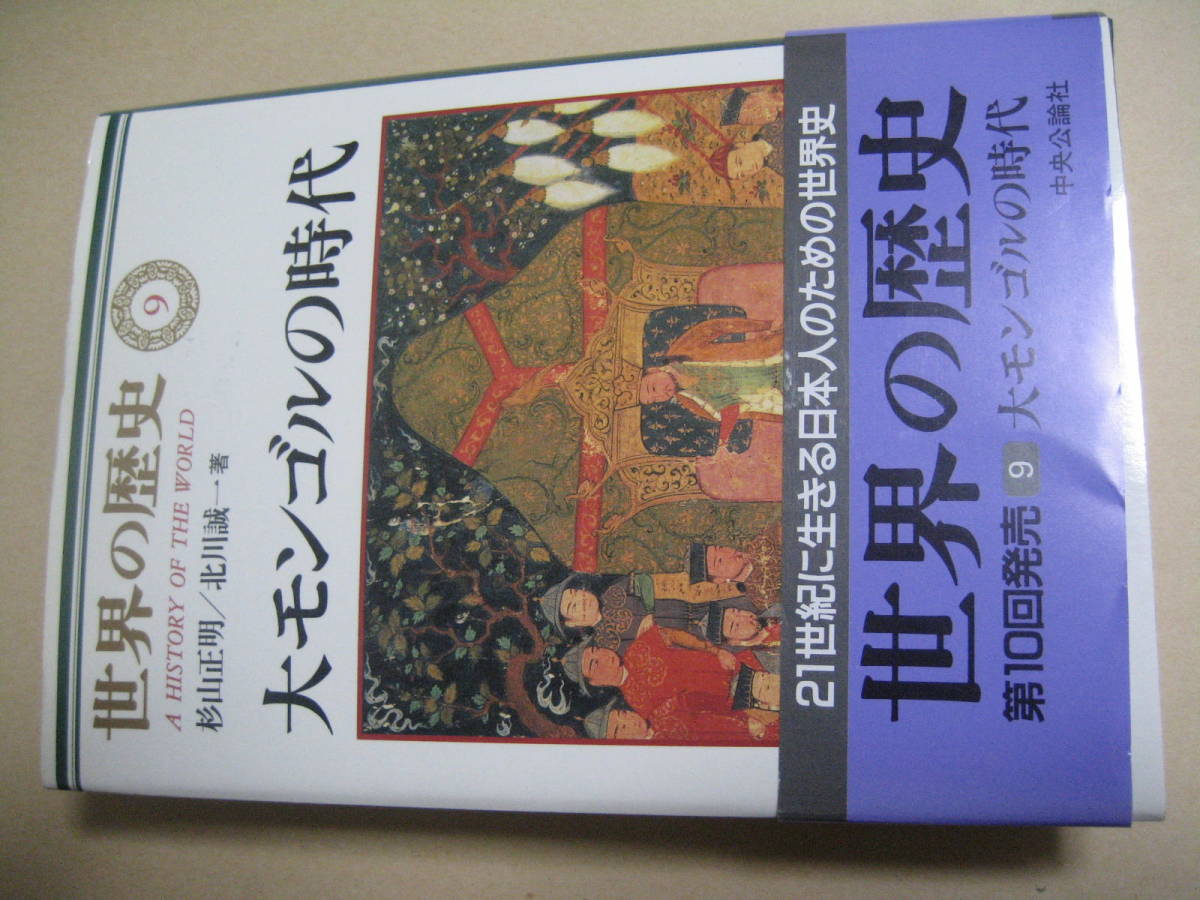 世界の歴史
9
A HISTORY OF THE WORLD
杉山正明／北川誠一著
大モンゴルの時代
21世紀に生きる日本人のための世界史
世界の歴史
第10回発売 9 大モンゴルの時代
中央公論社